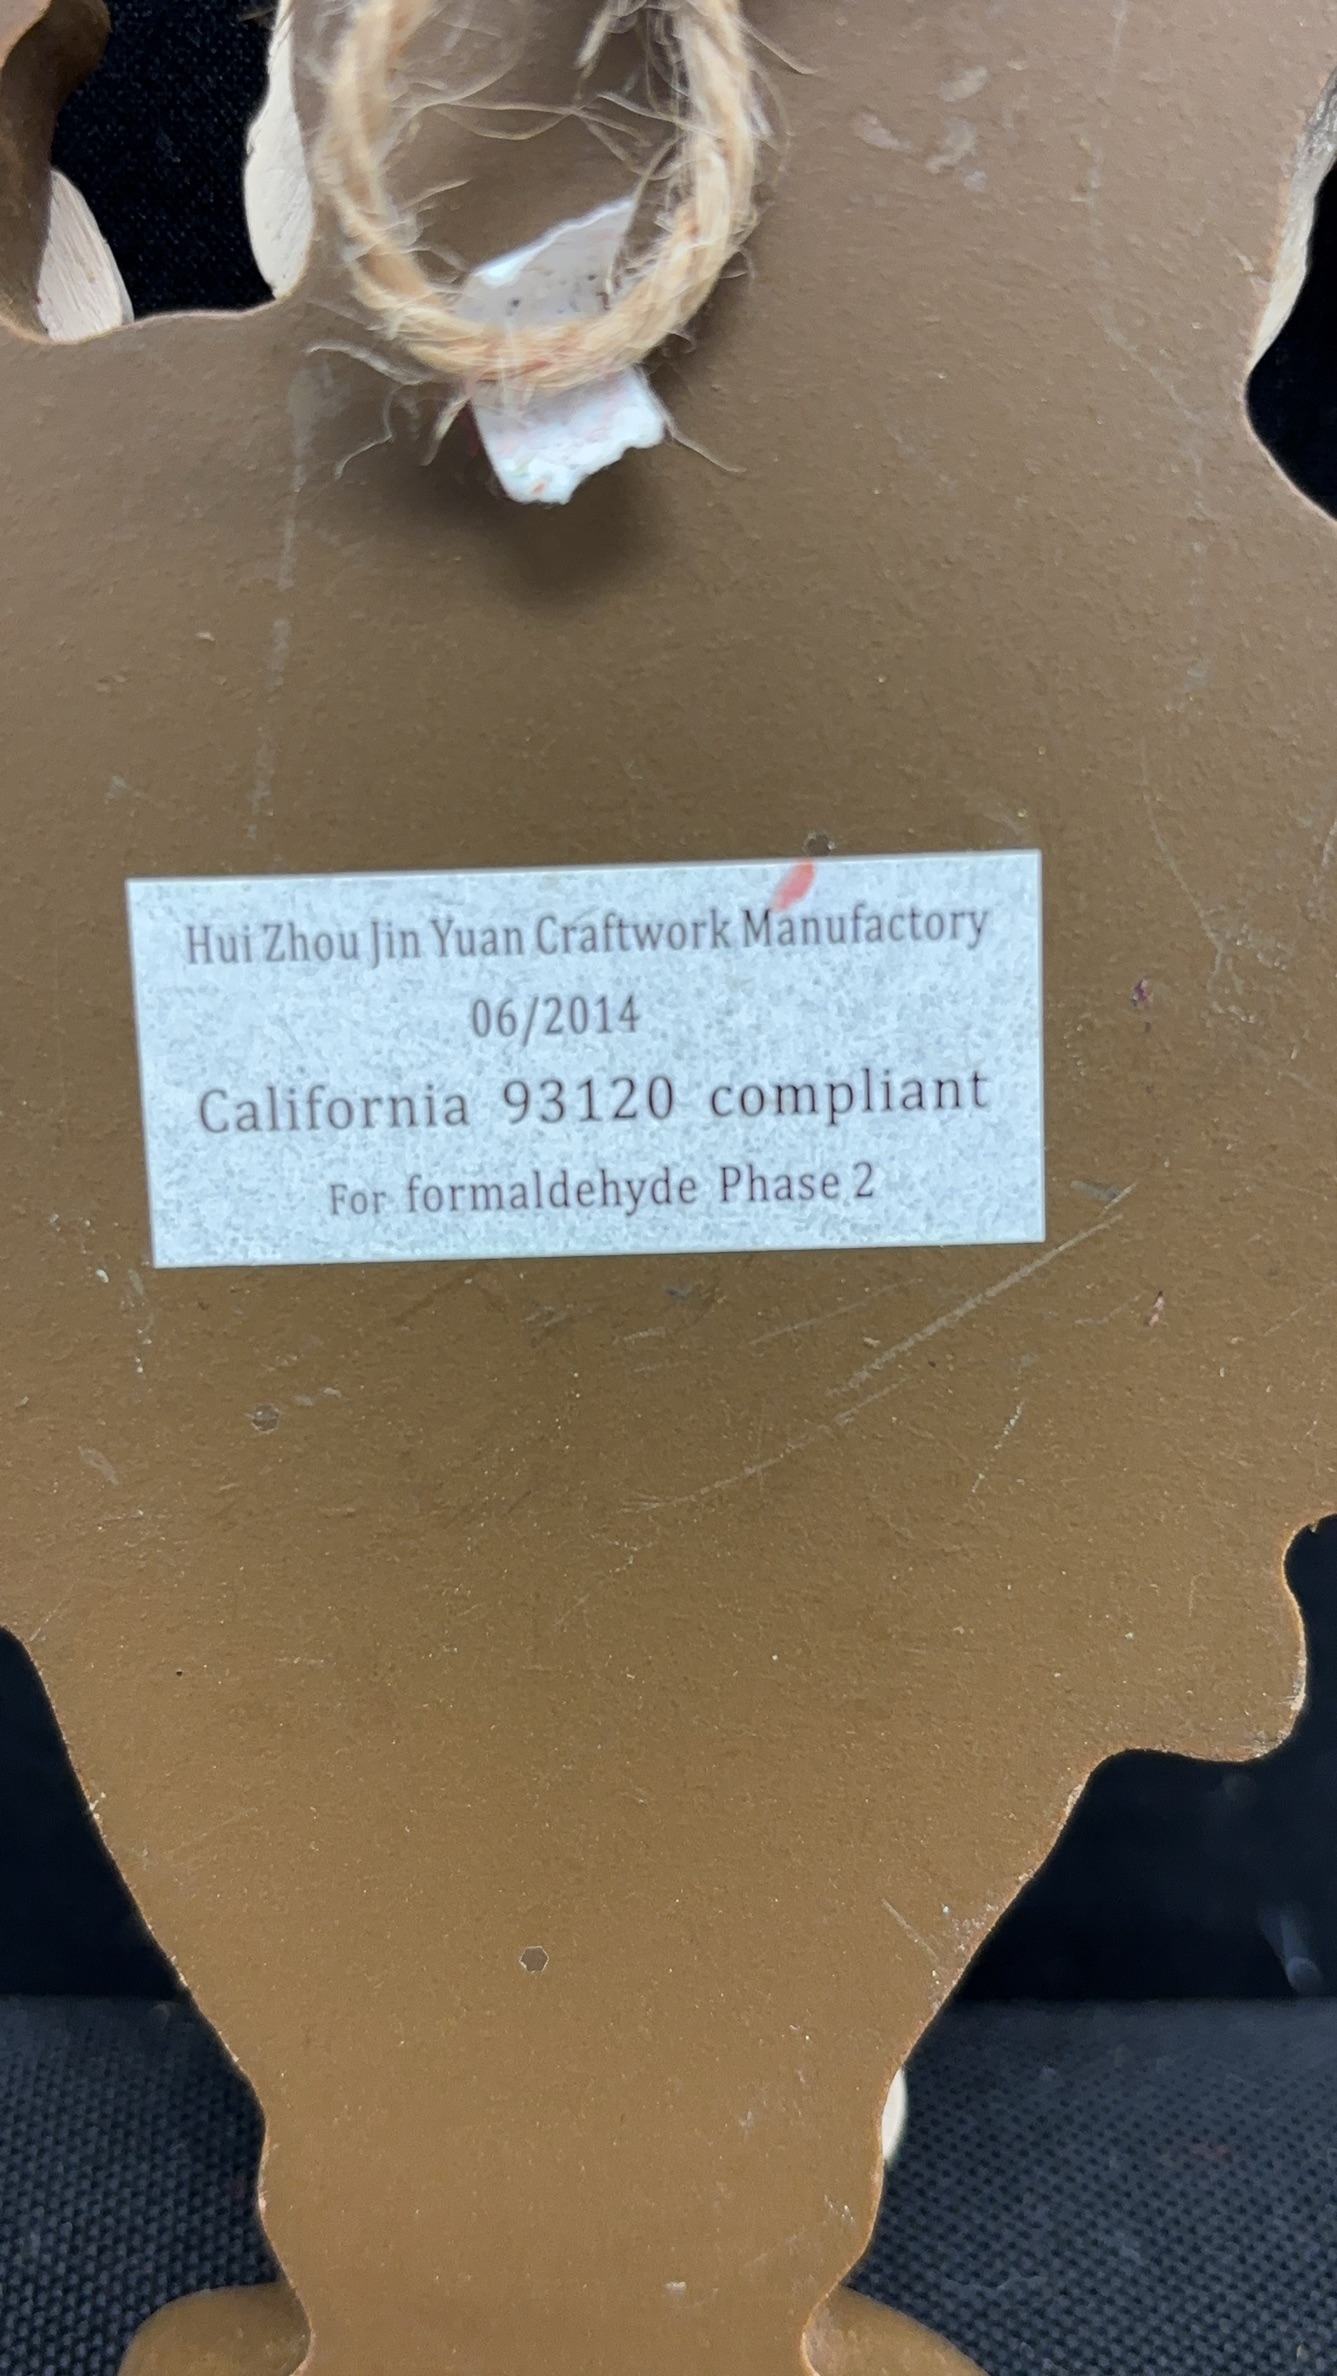 Hui Zhou Jin Yuan Craftwork Manufactory
06/2014
California 93120 compliant
For formaldehyde Phase 2